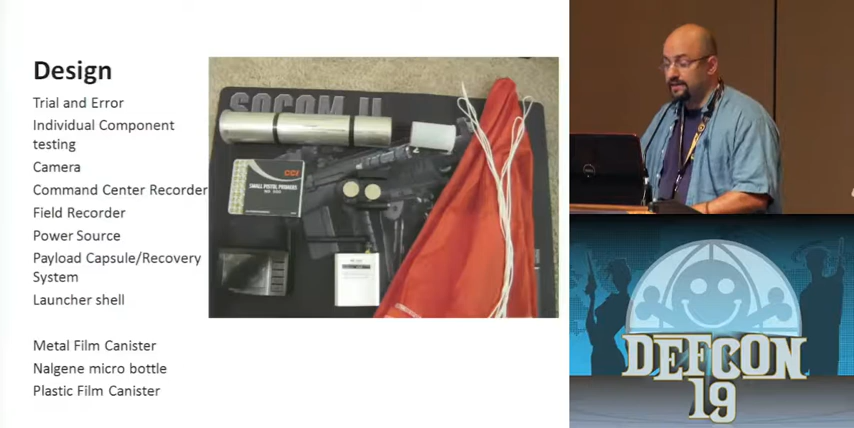 Design
Trial and Error
Individual Component
testing
Camera
Command Center Recorder
Field Recorder
Power Source
Payload Capsule/Recovery
System
Launcher shell
Metal Film Canister
Nalgene micro bottle
Plastic Film Canister
SOCOM II
CCI
SMALL PISTOL PRIMERS
DELL
DEFCON
19